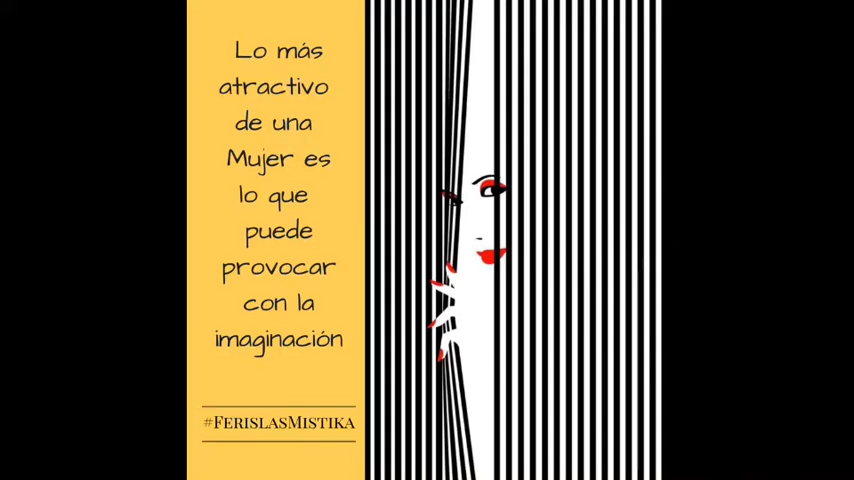 Lo más
atractivo
de una
Mujer es
lo que
puede
provocar
con la
imaginación
#FerislasMistika